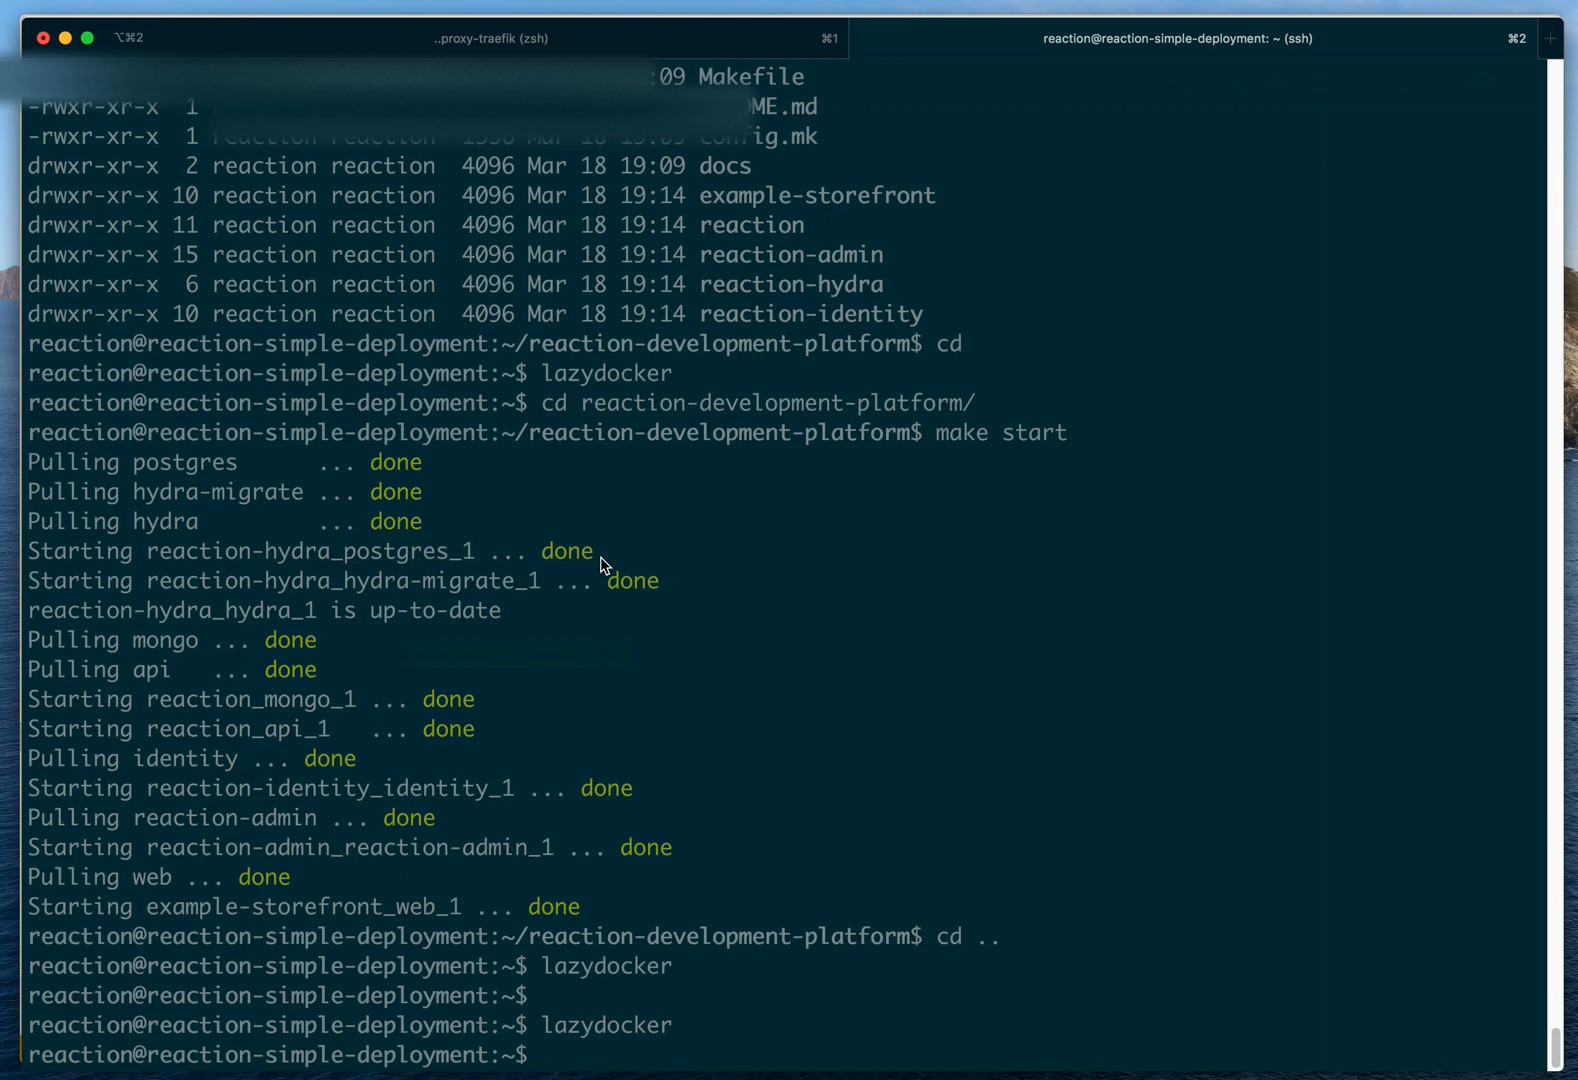 ⌥⌘2 ..proxy-traefik (zsh) ⌘1 reaction@reaction-simple-deployment: ~ (ssh) ⌘2 +
:09 Makefile
-rwxr-xr-x 1 ME.md
-rwxr-xr-x 1 reaction reaction Mar 18 19:09 config.mk
drwxr-xr-x 2 reaction reaction 4096 Mar 18 19:09 docs
drwxr-xr-x 10 reaction reaction 4096 Mar 18 19:14 example-storefront
drwxr-xr-x 11 reaction reaction 4096 Mar 18 19:14 reaction
drwxr-xr-x 15 reaction reaction 4096 Mar 18 19:14 reaction-admin
drwxr-xr-x 6 reaction reaction 4096 Mar 18 19:14 reaction-hydra
drwxr-xr-x 10 reaction reaction 4096 Mar 18 19:14 reaction-identity
reaction@reaction-simple-deployment:~/reaction-development-platform$ cd
reaction@reaction-simple-deployment:~$ lazydocker
reaction@reaction-simple-deployment:~$ cd reaction-development-platform/
reaction@reaction-simple-deployment:~/reaction-development-platform$ make start
Pulling postgres ... done
Pulling hydra-migrate ... done
Pulling hydra ... done
Starting reaction-hydra_postgres_1 ... done
Starting reaction-hydra_hydra-migrate_1 ... done
reaction-hydra_hydra_1 is up-to-date
Pulling mongo ... done
Pulling api ... done
Starting reaction_mongo_1 ... done
Starting reaction_api_1 ... done
Pulling identity ... done
Starting reaction-identity_identity_1 ... done
Pulling reaction-admin ... done
Starting reaction-admin_reaction-admin_1 ... done
Pulling web ... done
Starting example-storefront_web_1 ... done
reaction@reaction-simple-deployment:~/reaction-development-platform$ cd ..
reaction@reaction-simple-deployment:~$ lazydocker
reaction@reaction-simple-deployment:~$
reaction@reaction-simple-deployment:~$ lazydocker
reaction@reaction-simple-deployment:~$